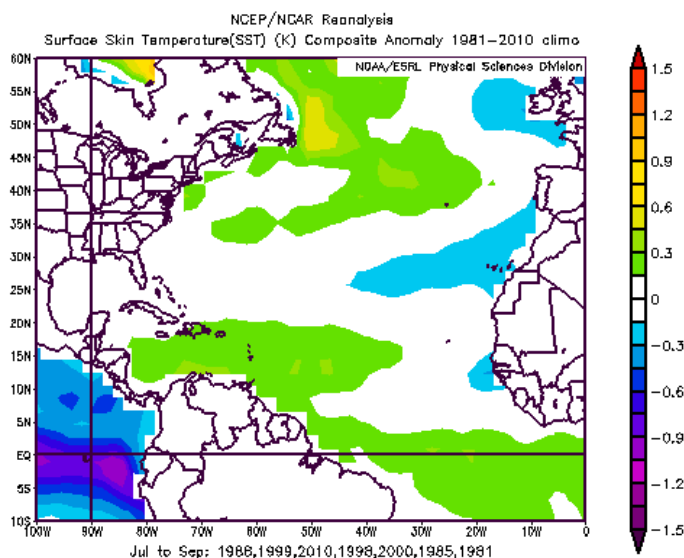 NCEP/NCAR Reanalysis
Surface Skin Temperature(SST) (K) Composite Anomaly 1981-2010 climo
NOAA/ESRL Physical Sciences Division
60N
55N
50N
45N
40N
35N
30N
25N
20N
15N
10N
5N
EQ
5S
10S
100W 90W 80W 70W 60W 50W 40W 30W 20W 10W 0
1.5
1.2
0.9
0.6
0.3
0
-0.3
-0.6
-0.9
-1.2
-1.5
Jul to Sep: 1986,1999,2010,1998,2000,1985,1981